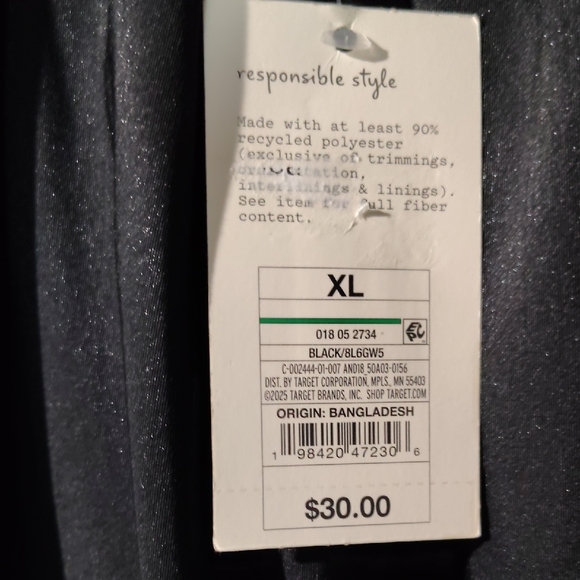 responsible style
Made with at least 90%
recycled polyester
(exclusive of trimmings,
interlinings & linings).
See item for full fiber
content.
XL
018 05 2734
BLACK/8L6GW5
C-002444-01-007 AND18_50A03-0156
DIST. BY TARGET CORPORATION, MPLS, MN 55403
©2025 TARGET BRANDS, INC. SHOP TARGET.COM
ORIGIN: BANGLADESH
1 98420 47230 6
$30.00